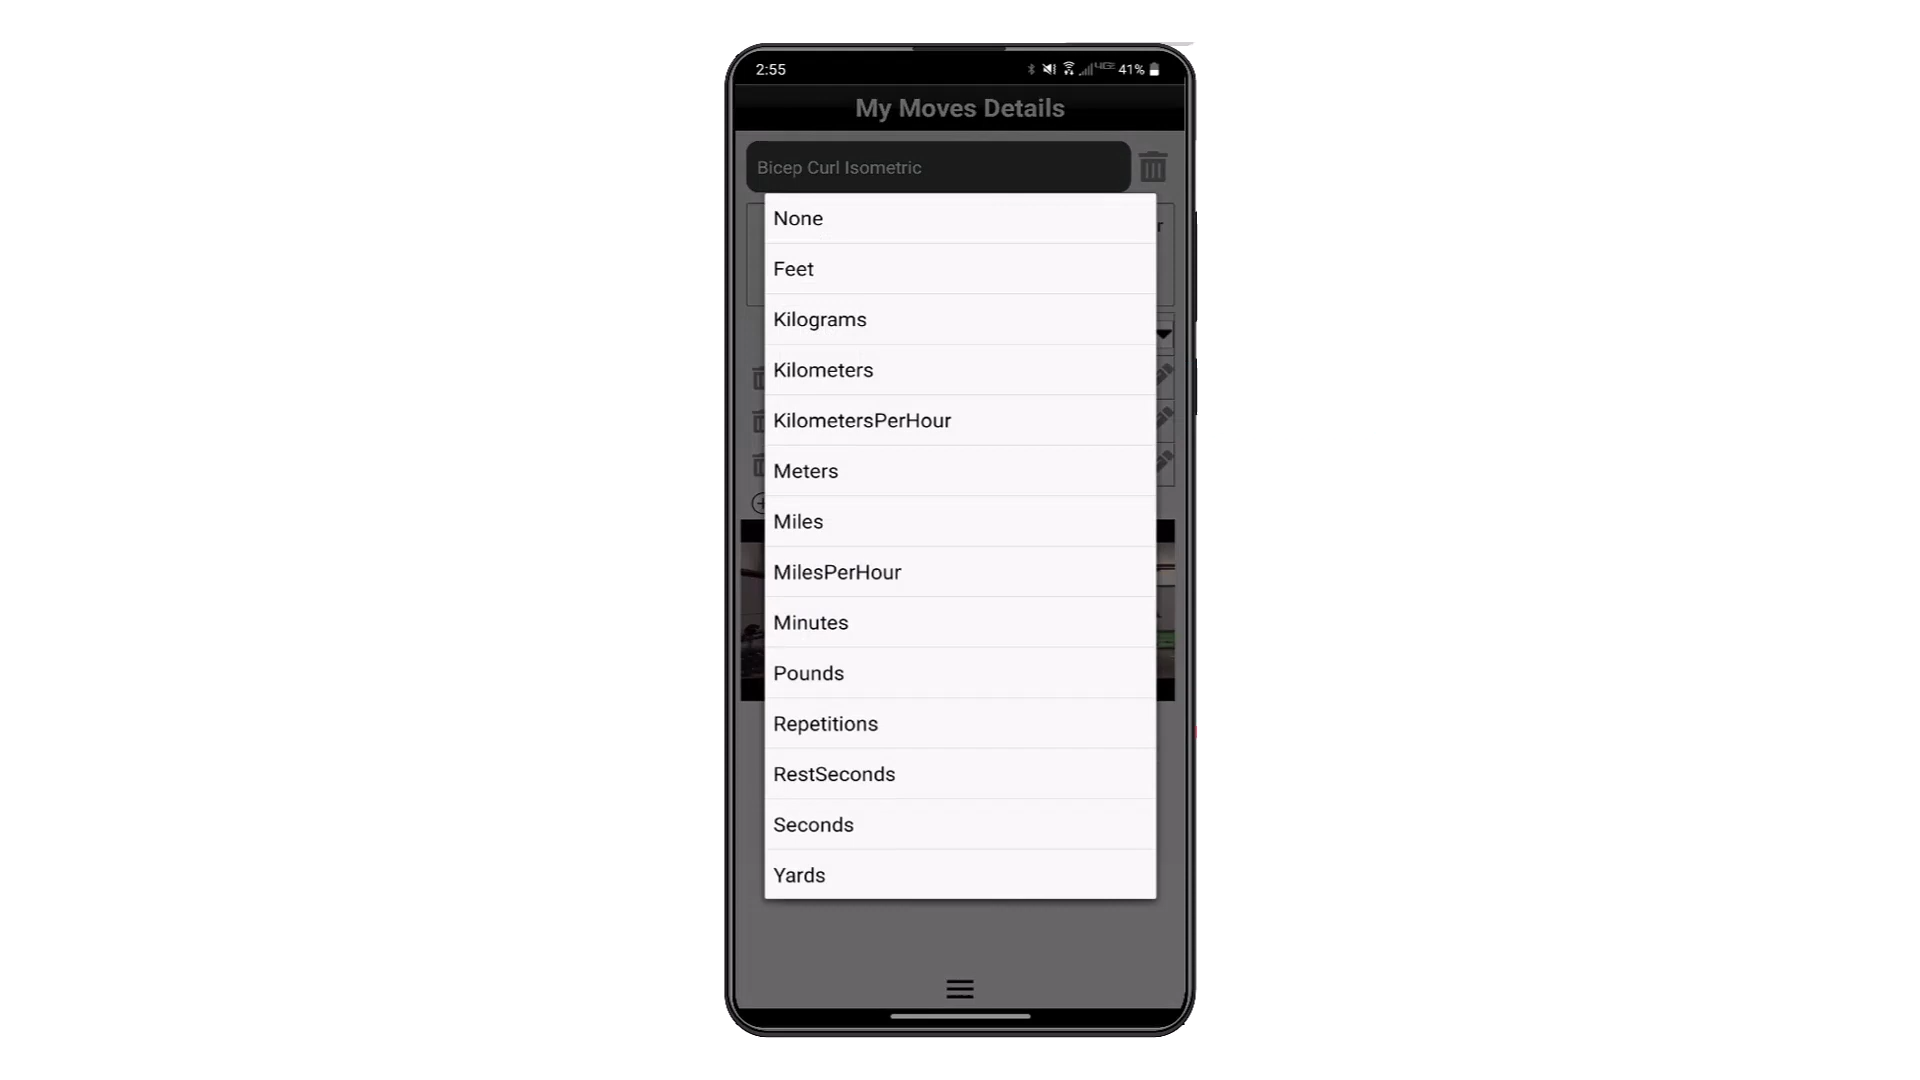 2:55
41%
My Moves Details
Bicep Curl Isometric
None
Feet
Kilograms
Kilometers
KilometersPerHour
Meters
Miles
MilesPerHour
Minutes
Pounds
Repetitions
RestSeconds
Seconds
Yards